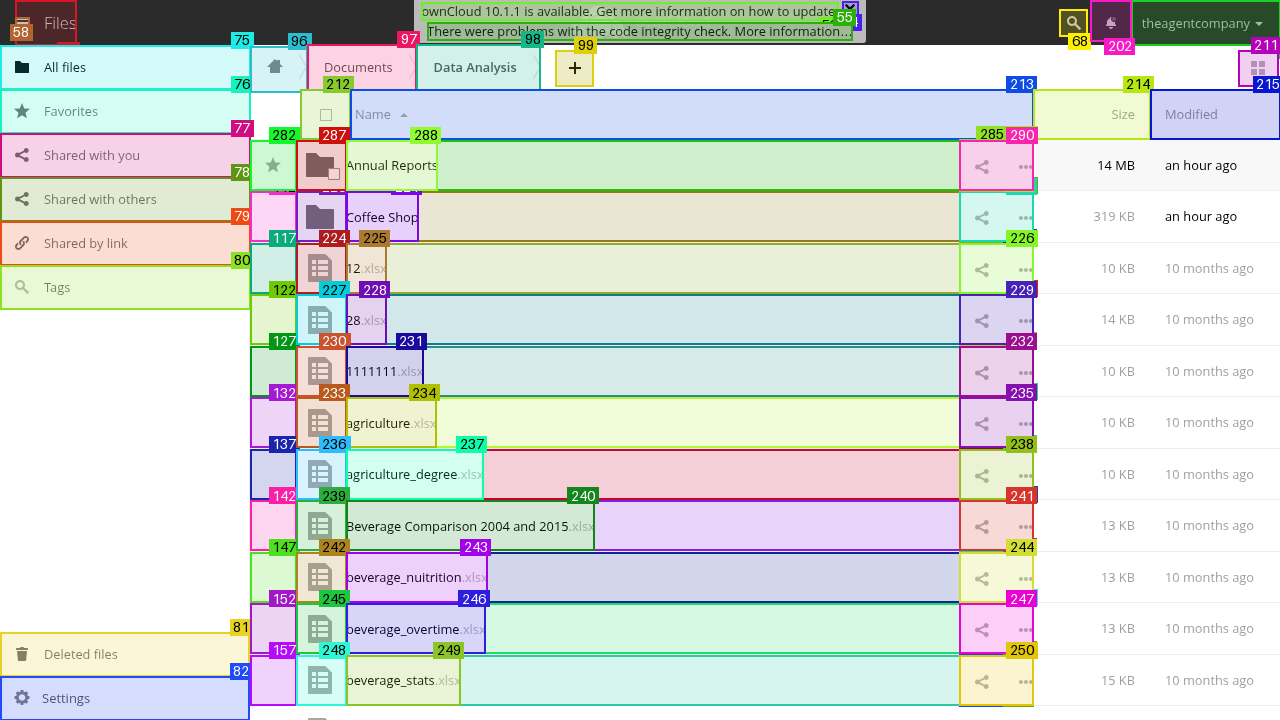 Files
ownCloud 10.1.1 is available. Get more information on how to update.
There were problems with the code integrity check. More information...
theagentcompany
58
55
68
202
75
96
97
98
99
211
All files
Documents
Data Analysis
+
76
212
213
214
215
Favorites
Name
Size
Modified
77
282
287
288
285
290
Shared with you
Annual Reports
14 MB
an hour ago
78
Shared with others
Coffee Shop
319 KB
an hour ago
79
117
224
225
226
Shared by link
12.xlsx
10 KB
10 months ago
80
122
227
228
229
Tags
28.xlsx
14 KB
10 months ago
127
230
231
232
1111111.xlsx
10 KB
10 months ago
132
233
234
235
agriculture.xlsx
10 KB
10 months ago
137
236
237
238
agriculture_degree.xlsx
10 KB
10 months ago
142
239
240
241
Beverage Comparison 2004 and 2015.xlsx
13 KB
10 months ago
147
242
243
244
beverage_nuitrition.xlsx
13 KB
10 months ago
152
245
246
247
beverage_overtime.xlsx
13 KB
10 months ago
81
157
248
249
250
Deleted files
beverage_stats.xlsx
15 KB
10 months ago
82
Settings